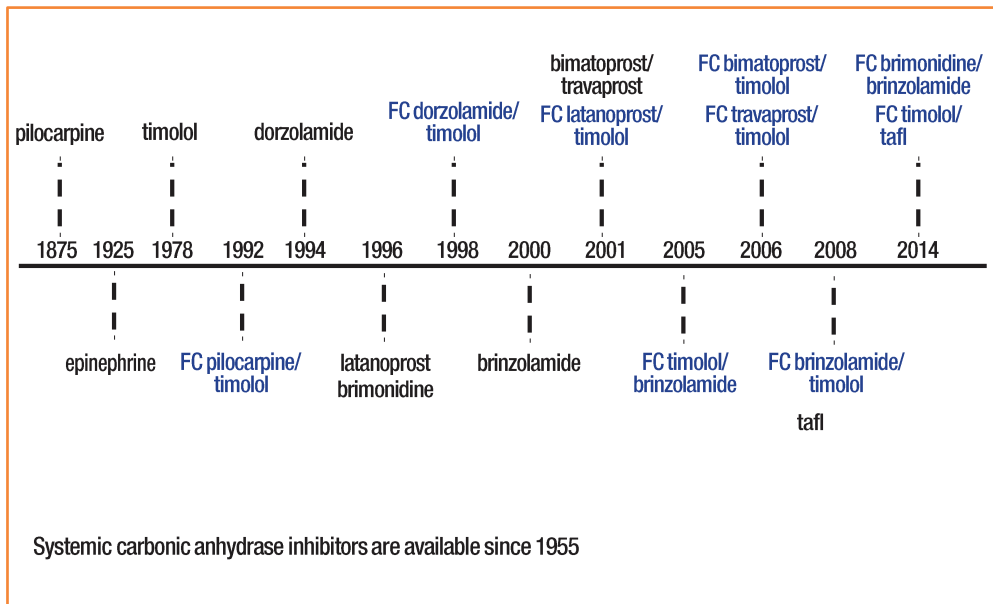 bimatoprost/
travaprost
FC bimatoprost/
timolol
FC brimonidine/
brinzolamide
pilocarpine
timolol
dorzolamide
FC dorzolamide/
timolol
FC latanoprost/
timolol
FC travaprost/
timolol
FC timolol/
tafl
1875 1925 1978 1992 1994 1996 1998 2000 2001 2005 2006 2008 2014
epinephrine
FC pilocarpine/
timolol
latanoprost
brimonidine
brinzolamide
FC timolol/
brinzolamide
FC brinzolamide/
timolol
tafl
Systemic carbonic anhydrase inhibitors are available since 1955